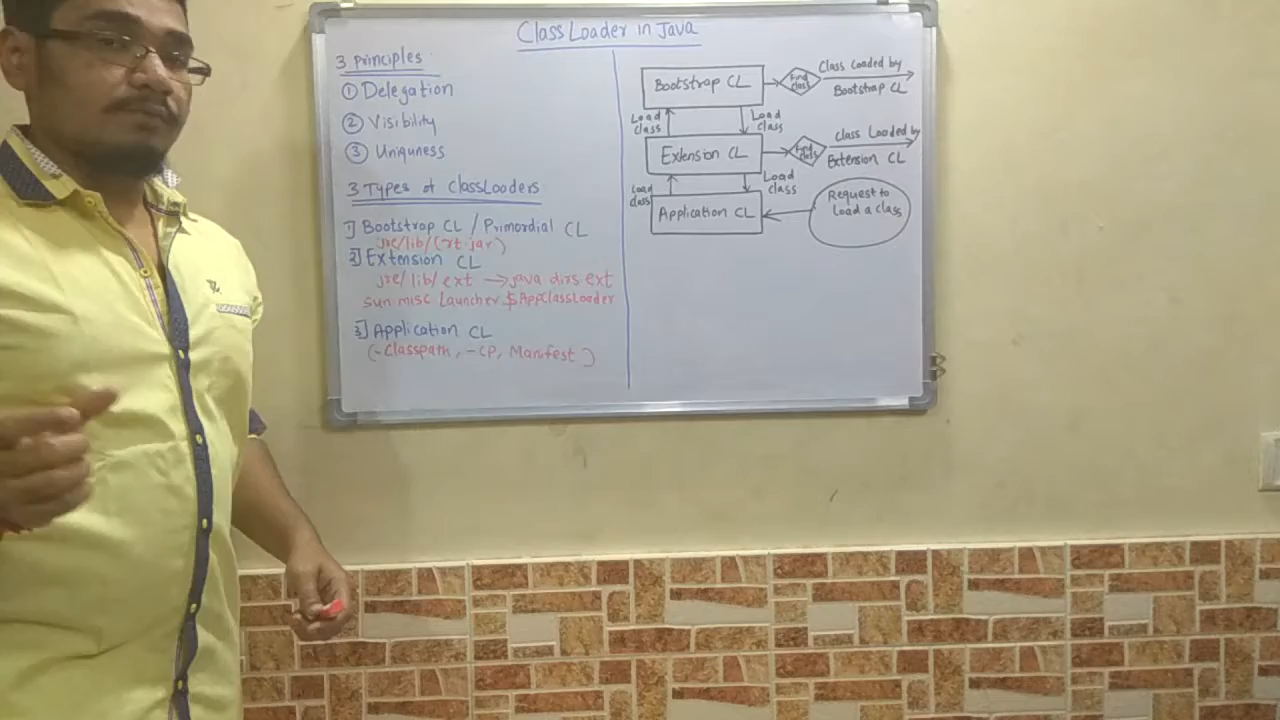 Class Loader in Java
3 Principles
① Delegation
② Visibility
③ Uniquness
3 Types of ClassLoaders
1] Bootstrap CL / Primordial CL
jre/lib/(rt.jar)
2] Extension CL
jre/lib/ext → java dirs ext
sun misc Launcher $AppClassLoader
3] Application CL
(-Classpath, -CP, Manifest)
Bootstrap CL
Find class
Class Loaded by
Bootstrap CL
Load class
Load class
Extension CL
Find class
Class Loaded by
Extension CL
Load class
Load class
Application CL
Request to
Load a class